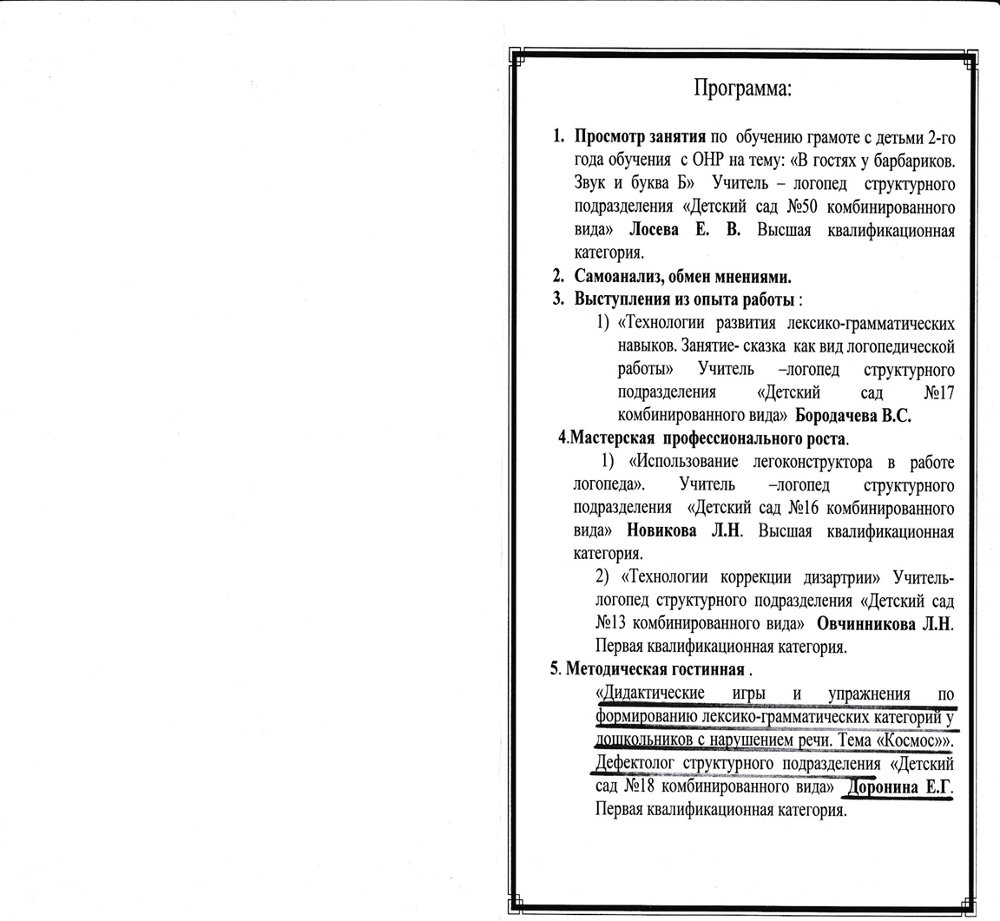 Программа:
1. Просмотр занятия по обучению грамоте с детьми 2-го
года обучения с ОНР на тему: «В гостях у барбариков.
Звук и буква Б» Учитель – логопед структурного
подразделения «Детский сад №50 комбинированного
вида» Лосева Е. В. Высшая квалификационная
категория.
2. Самоанализ, обмен мнениями.
3. Выступления из опыта работы :
1) «Технологии развития лексико-грамматических
навыков. Занятие- сказка как вид логопедической
работы» Учитель –логопед структурного
подразделения «Детский сад №17
комбинированного вида» Бородачева В.С.
4.Мастерская профессионального роста.
1) «Использование легоконструктора в работе
логопеда». Учитель –логопед структурного
подразделения «Детский сад №16 комбинированного
вида» Новикова Л.Н. Высшая квалификационная
категория.
2) «Технологии коррекции дизартрии» Учитель-
логопед структурного подразделения «Детский сад
№13 комбинированного вида» Овчинникова Л.Н.
Первая квалификационная категория.
5. Методическая гостинная .
«Дидактические игры и упражнения по
формированию лексико-грамматических категорий у
дошкольников с нарушением речи. Тема «Космос»».
Дефектолог структурного подразделения «Детский
сад №18 комбинированного вида» Доронина Е.Г.
Первая квалификационная категория.